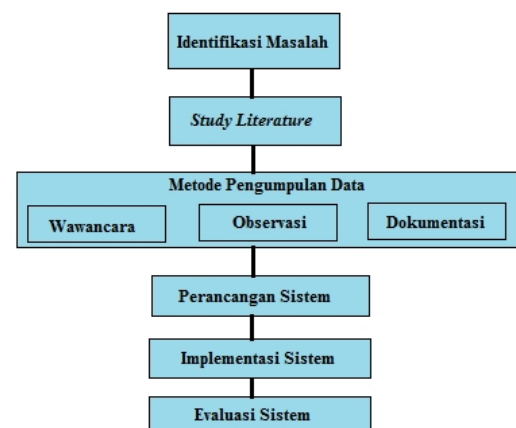 Identifikasi Masalah
Study Literature
Metode Pengumpulan Data
Wawancara
Observasi
Dokumentasi
Perancangan Sistem
Implementasi Sistem
Evaluasi Sistem